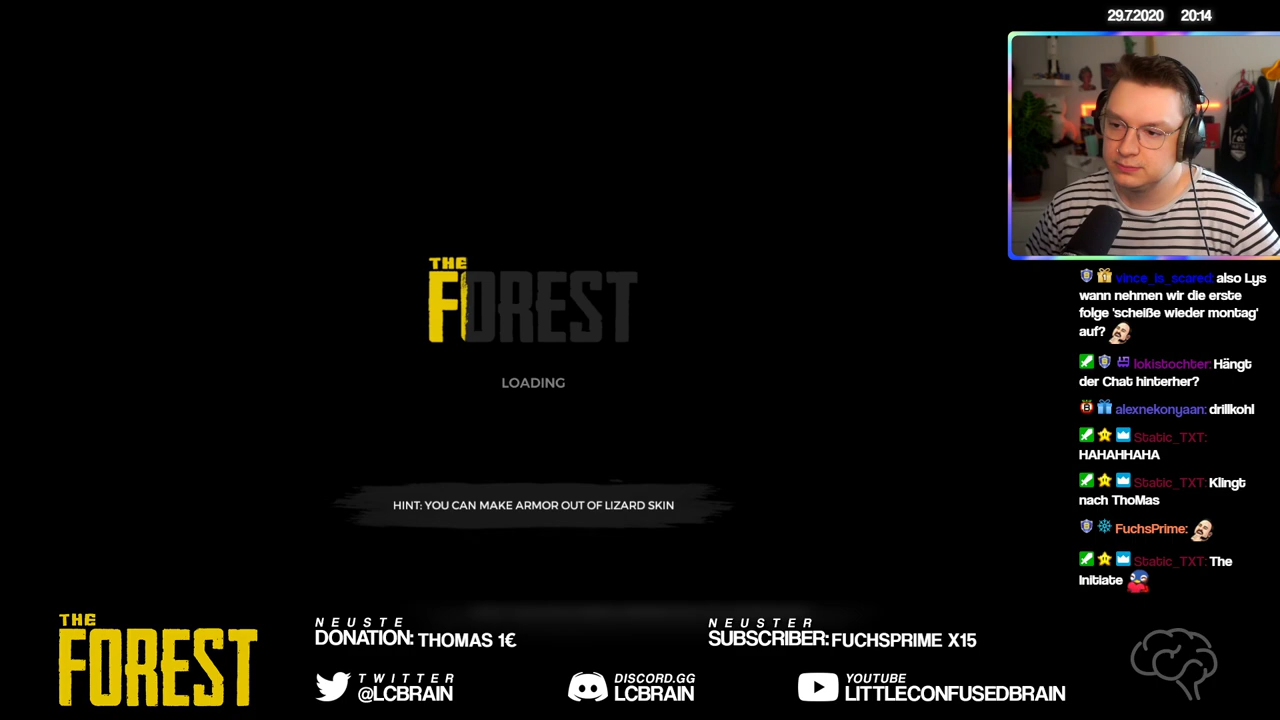 29.7.2020 20:14
THE
FOREST
LOADING
HINT: YOU CAN MAKE ARMOR OUT OF LIZARD SKIN
vince_is_scared: also Lys
wann nehmen wir die erste
folge 'scheiße wieder montag'
auf?
lokistochter: Hängt
der Chat hinterher?
alexnekonyaan: drillkohl
Static_TXT:
HAHAHHAHA
Static_TXT: Klingt
nach ThoMas
FuchsPrime:
Static_TXT: The
Initiate
THE
FOREST
NEUSTE
DONATION: THOMAS 1€
NEUSTER
SUBSCRIBER: FUCHSPRIME X15
TWITTER
@LCBRAIN
DISCORD.GG
LCBRAIN
YOUTUBE
LITTLECONFUSEDBRAIN